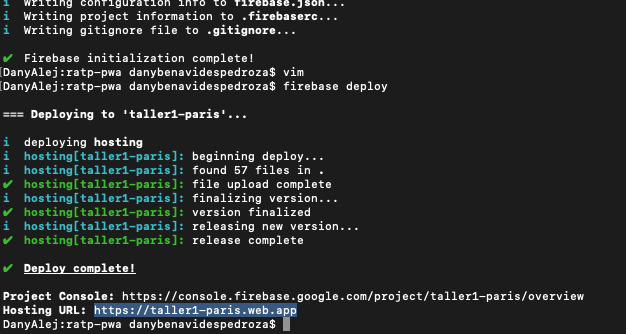 i  Writing configuration info to firebase.json...
i  Writing project information to .firebaserc...
i  Writing gitignore file to .gitignore...
✔  Firebase initialization complete!
[DanyAlej:ratp-pwa danybenavidespedroza$ vim
[DanyAlej:ratp-pwa danybenavidespedroza$ firebase deploy
=== Deploying to 'taller1-paris'...
i  deploying hosting
i  hosting[taller1-paris]: beginning deploy...
i  hosting[taller1-paris]: found 57 files in .
✔  hosting[taller1-paris]: file upload complete
i  hosting[taller1-paris]: finalizing version...
✔  hosting[taller1-paris]: version finalized
i  hosting[taller1-paris]: releasing new version...
✔  hosting[taller1-paris]: release complete
✔  Deploy complete!
Project Console: https://console.firebase.google.com/project/taller1-paris/overview
Hosting URL: https://taller1-paris.web.app
DanyAlej:ratp-pwa danybenavidespedroza$